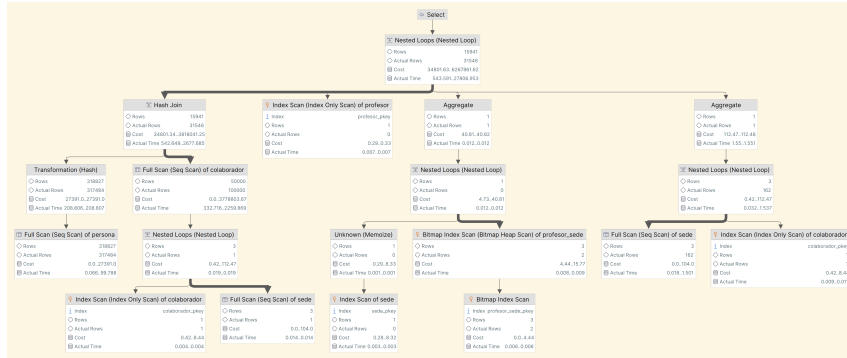 Select
Nested Loops (Nested Loop)
Rows 15941
Actual Rows 31546
Cost 34801.63..6267861.62
Actual Time 543.591..27806.953
Hash Join
Rows 15941
Actual Rows 31546
Cost 34801.34..3818041.25
Actual Time 542.649..2677.685
Index Scan (Index Only Scan) of profesor
Index profesor_pkey
Rows 1
Actual Rows 0
Cost 0.29..0.33
Actual Time 0.007..0.007
Aggregate
Rows 1
Actual Rows 1
Cost 40.81..40.82
Actual Time 0.012..0.012
Aggregate
Rows 1
Actual Rows 1
Cost 112.47..112.48
Actual Time 1.55..1.551
Transformation (Hash)
Rows 318827
Actual Rows 317484
Cost 27391.0..27391.0
Actual Time 208.606..208.607
Full Scan (Seq Scan) of colaborador
Rows 50000
Actual Rows 100000
Cost 0.0..3778803.67
Actual Time 332.716..2259.869
Nested Loops (Nested Loop)
Rows 1
Actual Rows 0
Cost 4.73..40.81
Actual Time 0.012..0.012
Nested Loops (Nested Loop)
Rows 3
Actual Rows 162
Cost 0.42..112.47
Actual Time 0.032..1.537
Full Scan (Seq Scan) of persona
Rows 318827
Actual Rows 317484
Cost 0.0..27391.0
Actual Time 0.066..99.788
Nested Loops (Nested Loop)
Rows 3
Actual Rows 1
Cost 0.42..112.47
Actual Time 0.019..0.019
Unknown (Memoize)
Rows 1
Actual Rows 0
Cost 0.29..8.33
Actual Time 0.001..0.001
Bitmap Index Scan (Bitmap Heap Scan) of profesor_sede
Rows 3
Actual Rows 2
Cost 4.44..15.77
Actual Time 0.008..0.009
Full Scan (Seq Scan) of sede
Rows 3
Actual Rows 162
Cost 0.0..104.0
Actual Time 0.018..1.501
Index Scan (Index Only Scan) of colaborador
Index colaborador_pke
Rows
Actual Rows
Cost 0.42..8.4
Actual Time 0.009..0.01
Index Scan (Index Only Scan) of colaborador
Index colaborador_pkey
Rows 1
Actual Rows 1
Cost 0.42..8.44
Actual Time 0.004..0.004
Full Scan (Seq Scan) of sede
Rows 3
Actual Rows 1
Cost 0.0..104.0
Actual Time 0.014..0.014
Index Scan of sede
Index sede_pkey
Rows 1
Actual Rows 0
Cost 0.28..8.32
Actual Time 0.003..0.003
Bitmap Index Scan
Index profesor_sede_pkey
Rows 3
Actual Rows 2
Cost 0.0..4.44
Actual Time 0.006..0.006